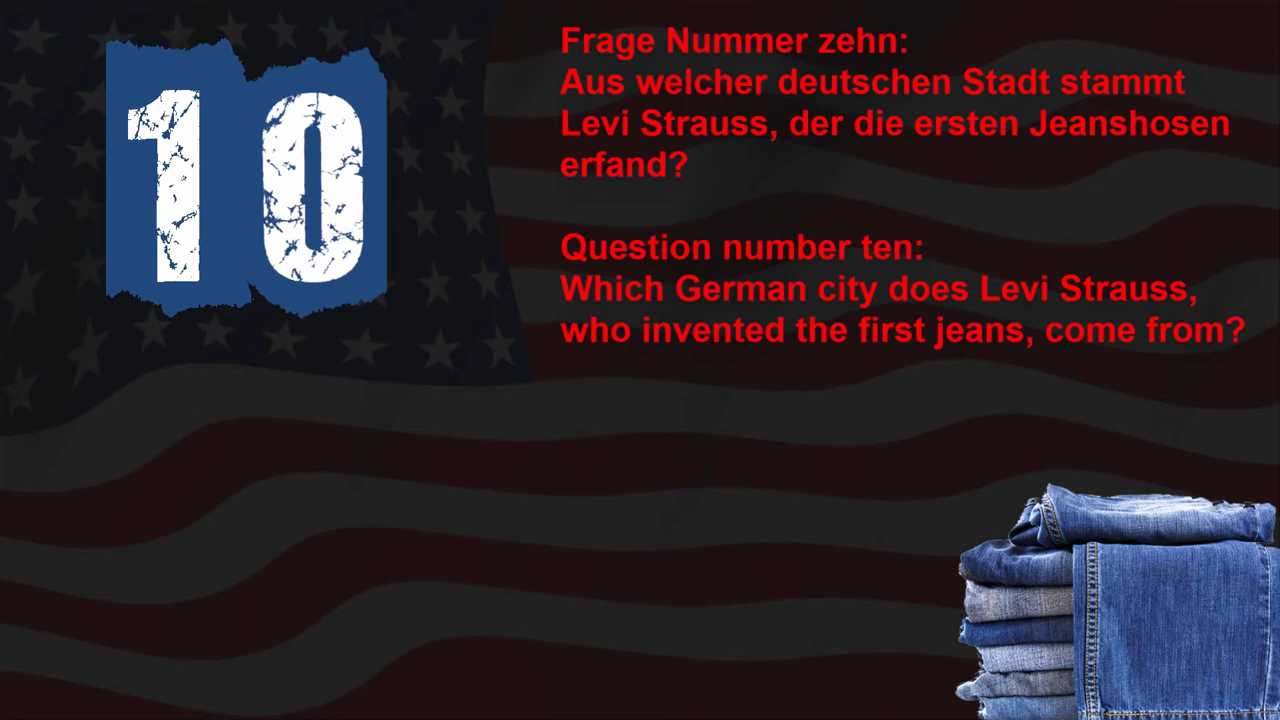 10
Frage Nummer zehn:
Aus welcher deutschen Stadt stammt
Levi Strauss, der die ersten Jeanshosen
erfand?
Question number ten:
Which German city does Levi Strauss,
who invented the first jeans, come from?